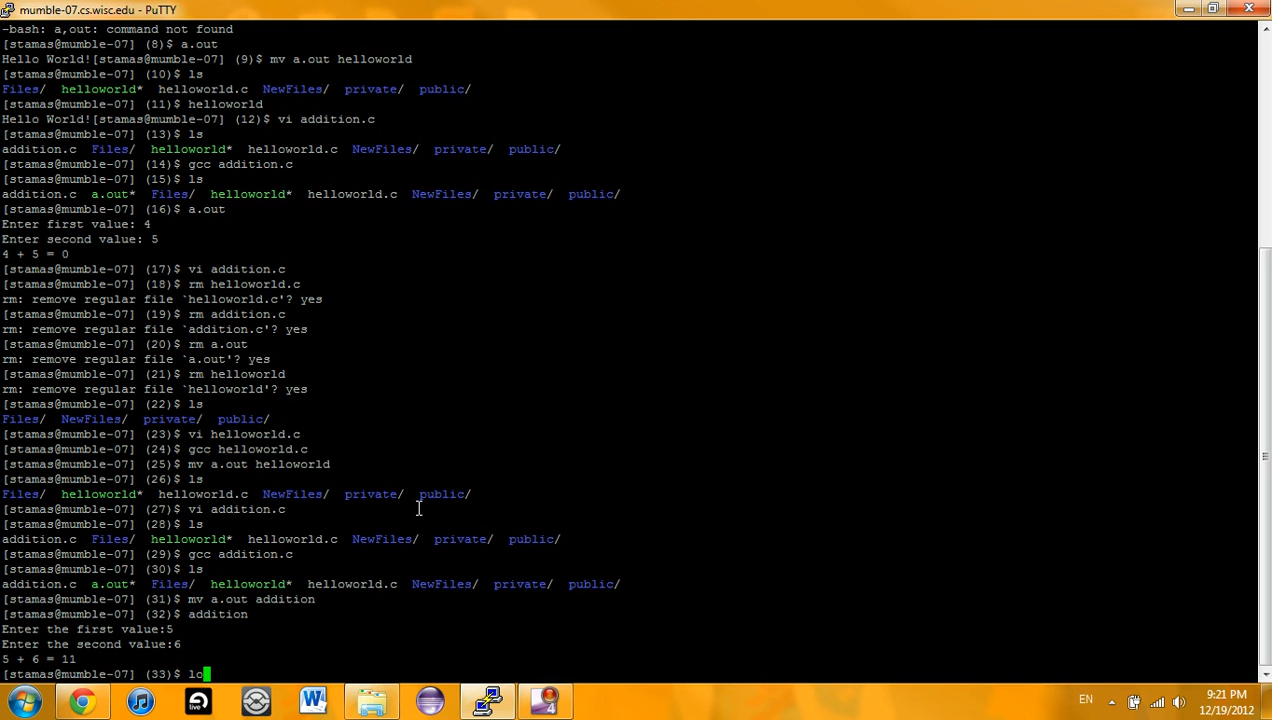 mumble-07.cs.wisc.edu - PuTTY
-bash: a,out: command not found
[stamas@mumble-07] (8)$ a.out
Hello World![stamas@mumble-07] (9)$ mv a.out helloworld
[stamas@mumble-07] (10)$ ls
Files/  helloworld*  helloworld.c  NewFiles/  private/  public/
[stamas@mumble-07] (11)$ helloworld
Hello World![stamas@mumble-07] (12)$ vi addition.c
[stamas@mumble-07] (13)$ ls
addition.c  Files/  helloworld*  helloworld.c  NewFiles/  private/  public/
[stamas@mumble-07] (14)$ gcc addition.c
[stamas@mumble-07] (15)$ ls
addition.c  a.out*  Files/  helloworld*  helloworld.c  NewFiles/  private/  public/
[stamas@mumble-07] (16)$ a.out
Enter first value: 4
Enter second value: 5
4 + 5 = 0
[stamas@mumble-07] (17)$ vi addition.c
[stamas@mumble-07] (18)$ rm helloworld.c
rm: remove regular file `helloworld.c'? yes
[stamas@mumble-07] (19)$ rm addition.c
rm: remove regular file `addition.c'? yes
[stamas@mumble-07] (20)$ rm a.out
rm: remove regular file `a.out'? yes
[stamas@mumble-07] (21)$ rm helloworld
rm: remove regular file `helloworld'? yes
[stamas@mumble-07] (22)$ ls
Files/  NewFiles/  private/  public/
[stamas@mumble-07] (23)$ vi helloworld.c
[stamas@mumble-07] (24)$ gcc helloworld.c
[stamas@mumble-07] (25)$ mv a.out helloworld
[stamas@mumble-07] (26)$ ls
Files/  helloworld*  helloworld.c  NewFiles/  private/  public/
[stamas@mumble-07] (27)$ vi addition.c
[stamas@mumble-07] (28)$ ls
addition.c  Files/  helloworld*  helloworld.c  NewFiles/  private/  public/
[stamas@mumble-07] (29)$ gcc addition.c
[stamas@mumble-07] (30)$ ls
addition.c  a.out*  Files/  helloworld*  helloworld.c  NewFiles/  private/  public/
[stamas@mumble-07] (31)$ mv a.out addition
[stamas@mumble-07] (32)$ addition
Enter the first value:5
Enter the second value:6
5 + 6 = 11
[stamas@mumble-07] (33)$ lo
live
W
4
EN
9:21 PM
12/19/2012